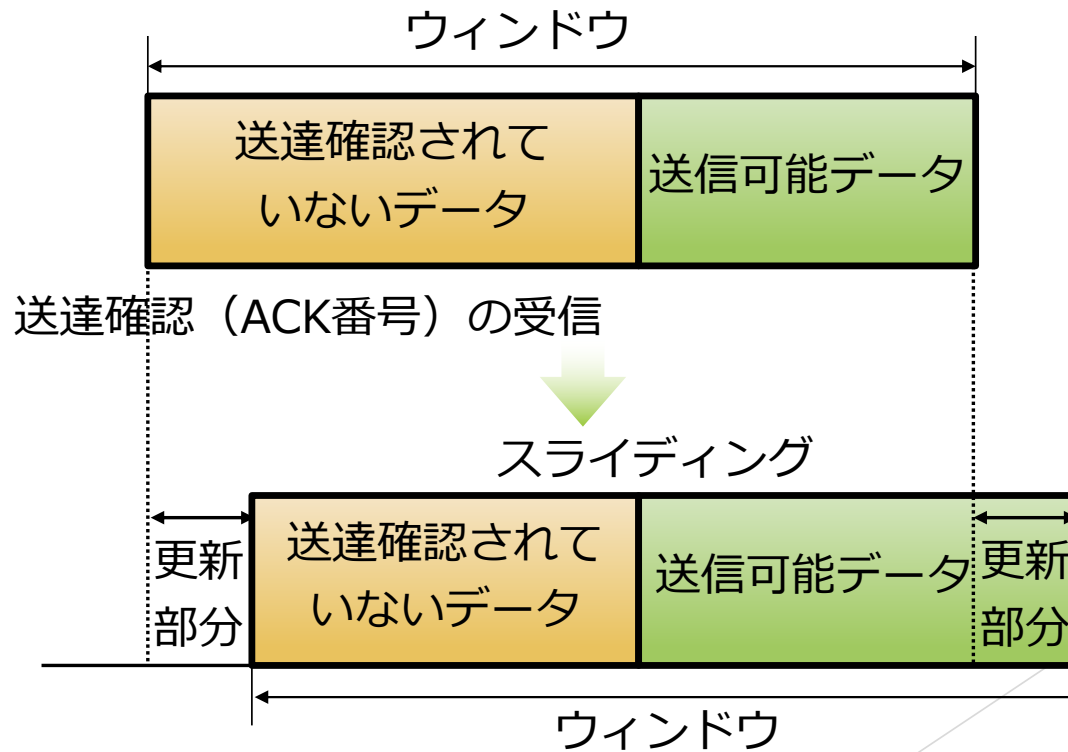 ウィンドウ
送達確認されて
いないデータ
送信可能データ
送達確認（ACK番号）の受信
スライディング
更新
部分
送達確認されて
いないデータ
送信可能データ
更新
部分
ウィンドウ